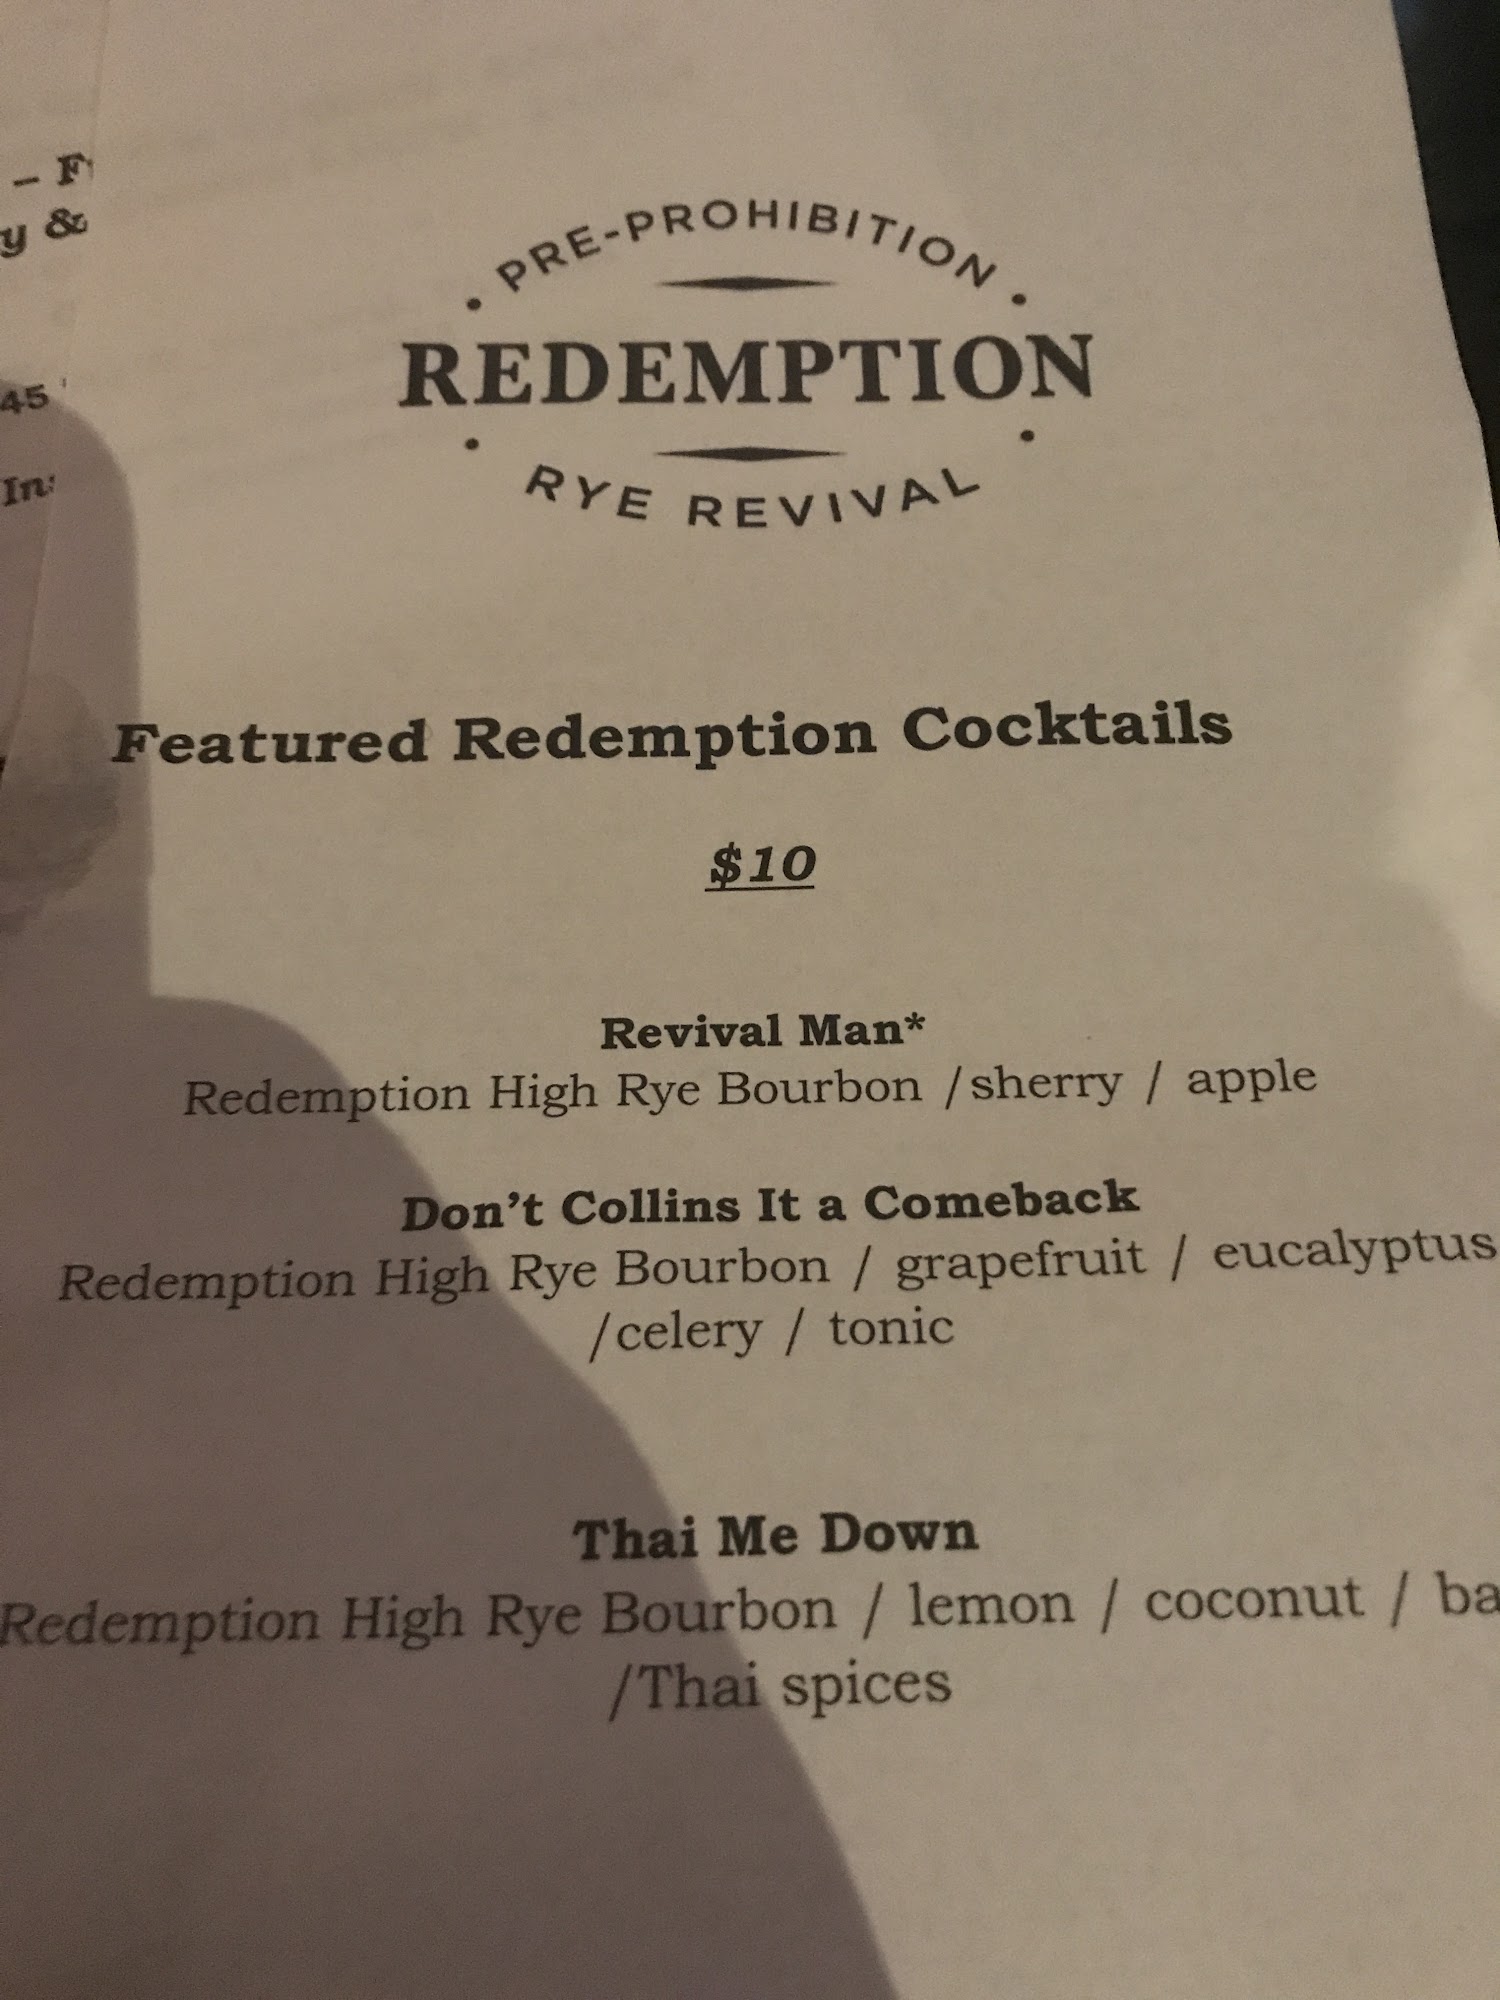 y &
45
PRE-PROHIBITION
REDEMPTION
RYE REVIVAL
Featured Redemption Cocktails
$10
Revival Man*
Redemption High Rye Bourbon /sherry / apple
Don't Collins It a Comeback
Redemption High Rye Bourbon / grapefruit / eucalyptus
/celery / tonic
Thai Me Down
Redemption High Rye Bourbon / lemon / coconut /
/Thai spices